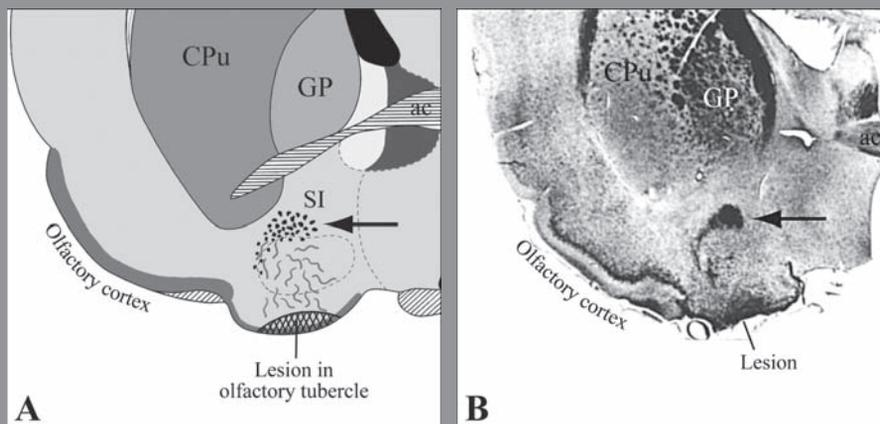 CPu
GP
ac
SI
Olfactory cortex
Lesion in
olfactory tubercle
A
CPu
GP
ac
Olfactory cortex
Lesion
B